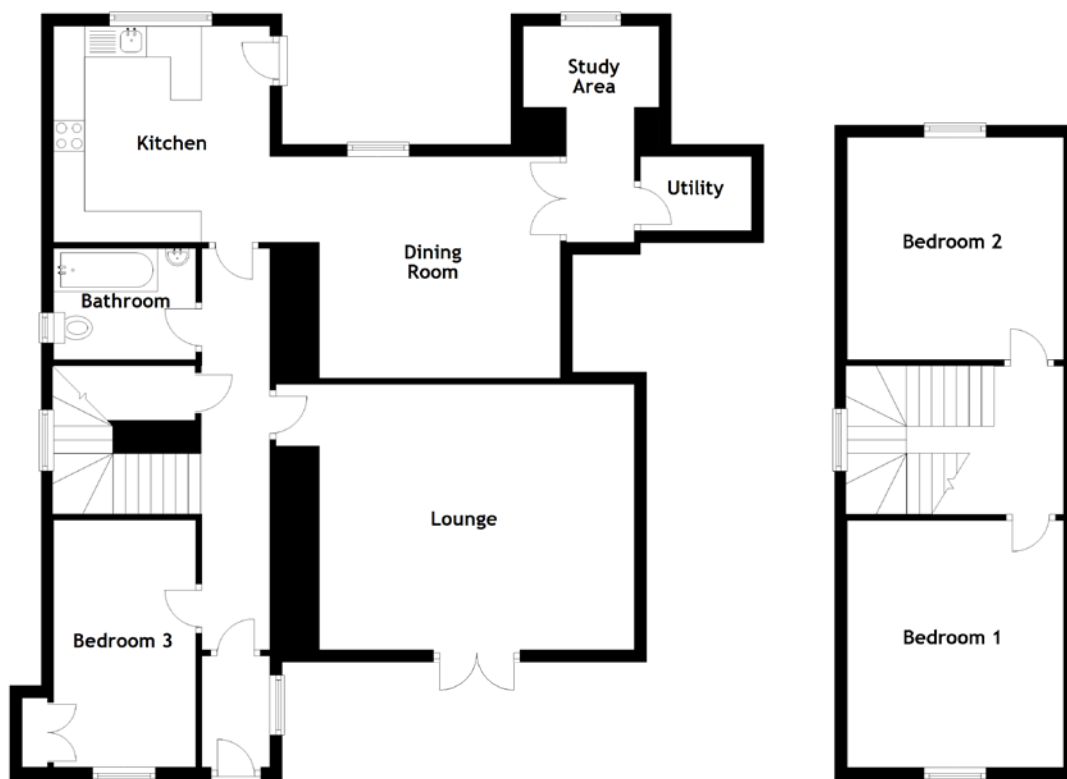 Study
Area
Kitchen
Utility
Dining
Room
Bathroom
Lounge
Bedroom 3
Bedroom 2
Bedroom 1